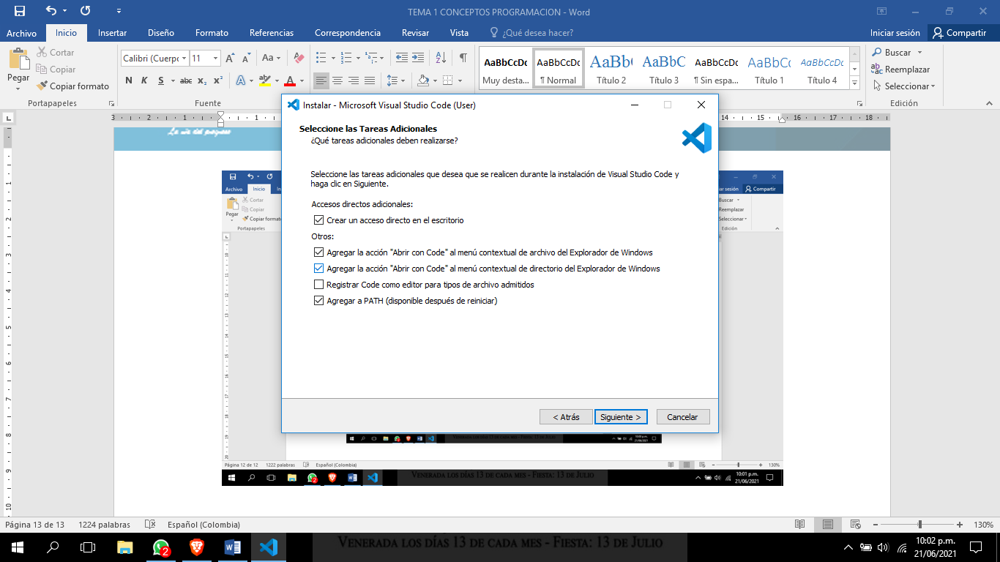 TEMA 1 CONCEPTOS PROGRAMACION - Word
Archivo Inicio Insertar Diseño Formato Referencias Correspondencia Revisar Vista ¿Qué desea hacer? Iniciar sesión Compartir
Pegar
Cortar
Copiar
Copiar formato
Portapapeles
Calibri (Cuerpo 11
N K S abc x₂ x²
Fuente
AaBbCcDc AaBbCcDc AaBb( AaBbC AaBbCcDc AaBbCc AaBbCcDc
Muy desta... ¶ Normal Título 2 Título 3 ¶ Sin espa... Título 1 Título 4
Buscar
Reemplazar
Seleccionar
Edición
3 2 1 1 14 15 16 17 18
Instalar - Microsoft Visual Studio Code (User)
Seleccione las Tareas Adicionales
¿Qué tareas adicionales deben realizarse?
Seleccione las tareas adicionales que desea que se realicen durante la instalación de Visual Studio Code y
haga clic en Siguiente.
Accesos directos adicionales:
Crear un acceso directo en el escritorio
Otros:
Agregar la acción "Abrir con Code" al menú contextual de archivo del Explorador de Windows
Agregar la acción "Abrir con Code" al menú contextual de directorio del Explorador de Windows
Registrar Code como editor para tipos de archivo admitidos
Agregar a PATH (disponible después de reiniciar)
< Atrás Siguiente > Cancelar
Archivo Inicio
Compartir
Pegar
Cortar
Copiar
Copiar formato
Portapapeles
Buscar
Reemplazar
Seleccionar
Edición
Página 12 de 12 1222 palabras Español (Colombia) 130%
VENERADA LOS DÍAS 13 DE CADA MES - FIESTA: 13 DE JULIO
10:01 p.m.
21/06/2021
Página 13 de 13 1224 palabras Español (Colombia) 130%
2
VENERADA LOS DÍAS 13 DE CADA MES - FIESTA: 13 DE JULIO
10:02 p.m.
21/06/2021